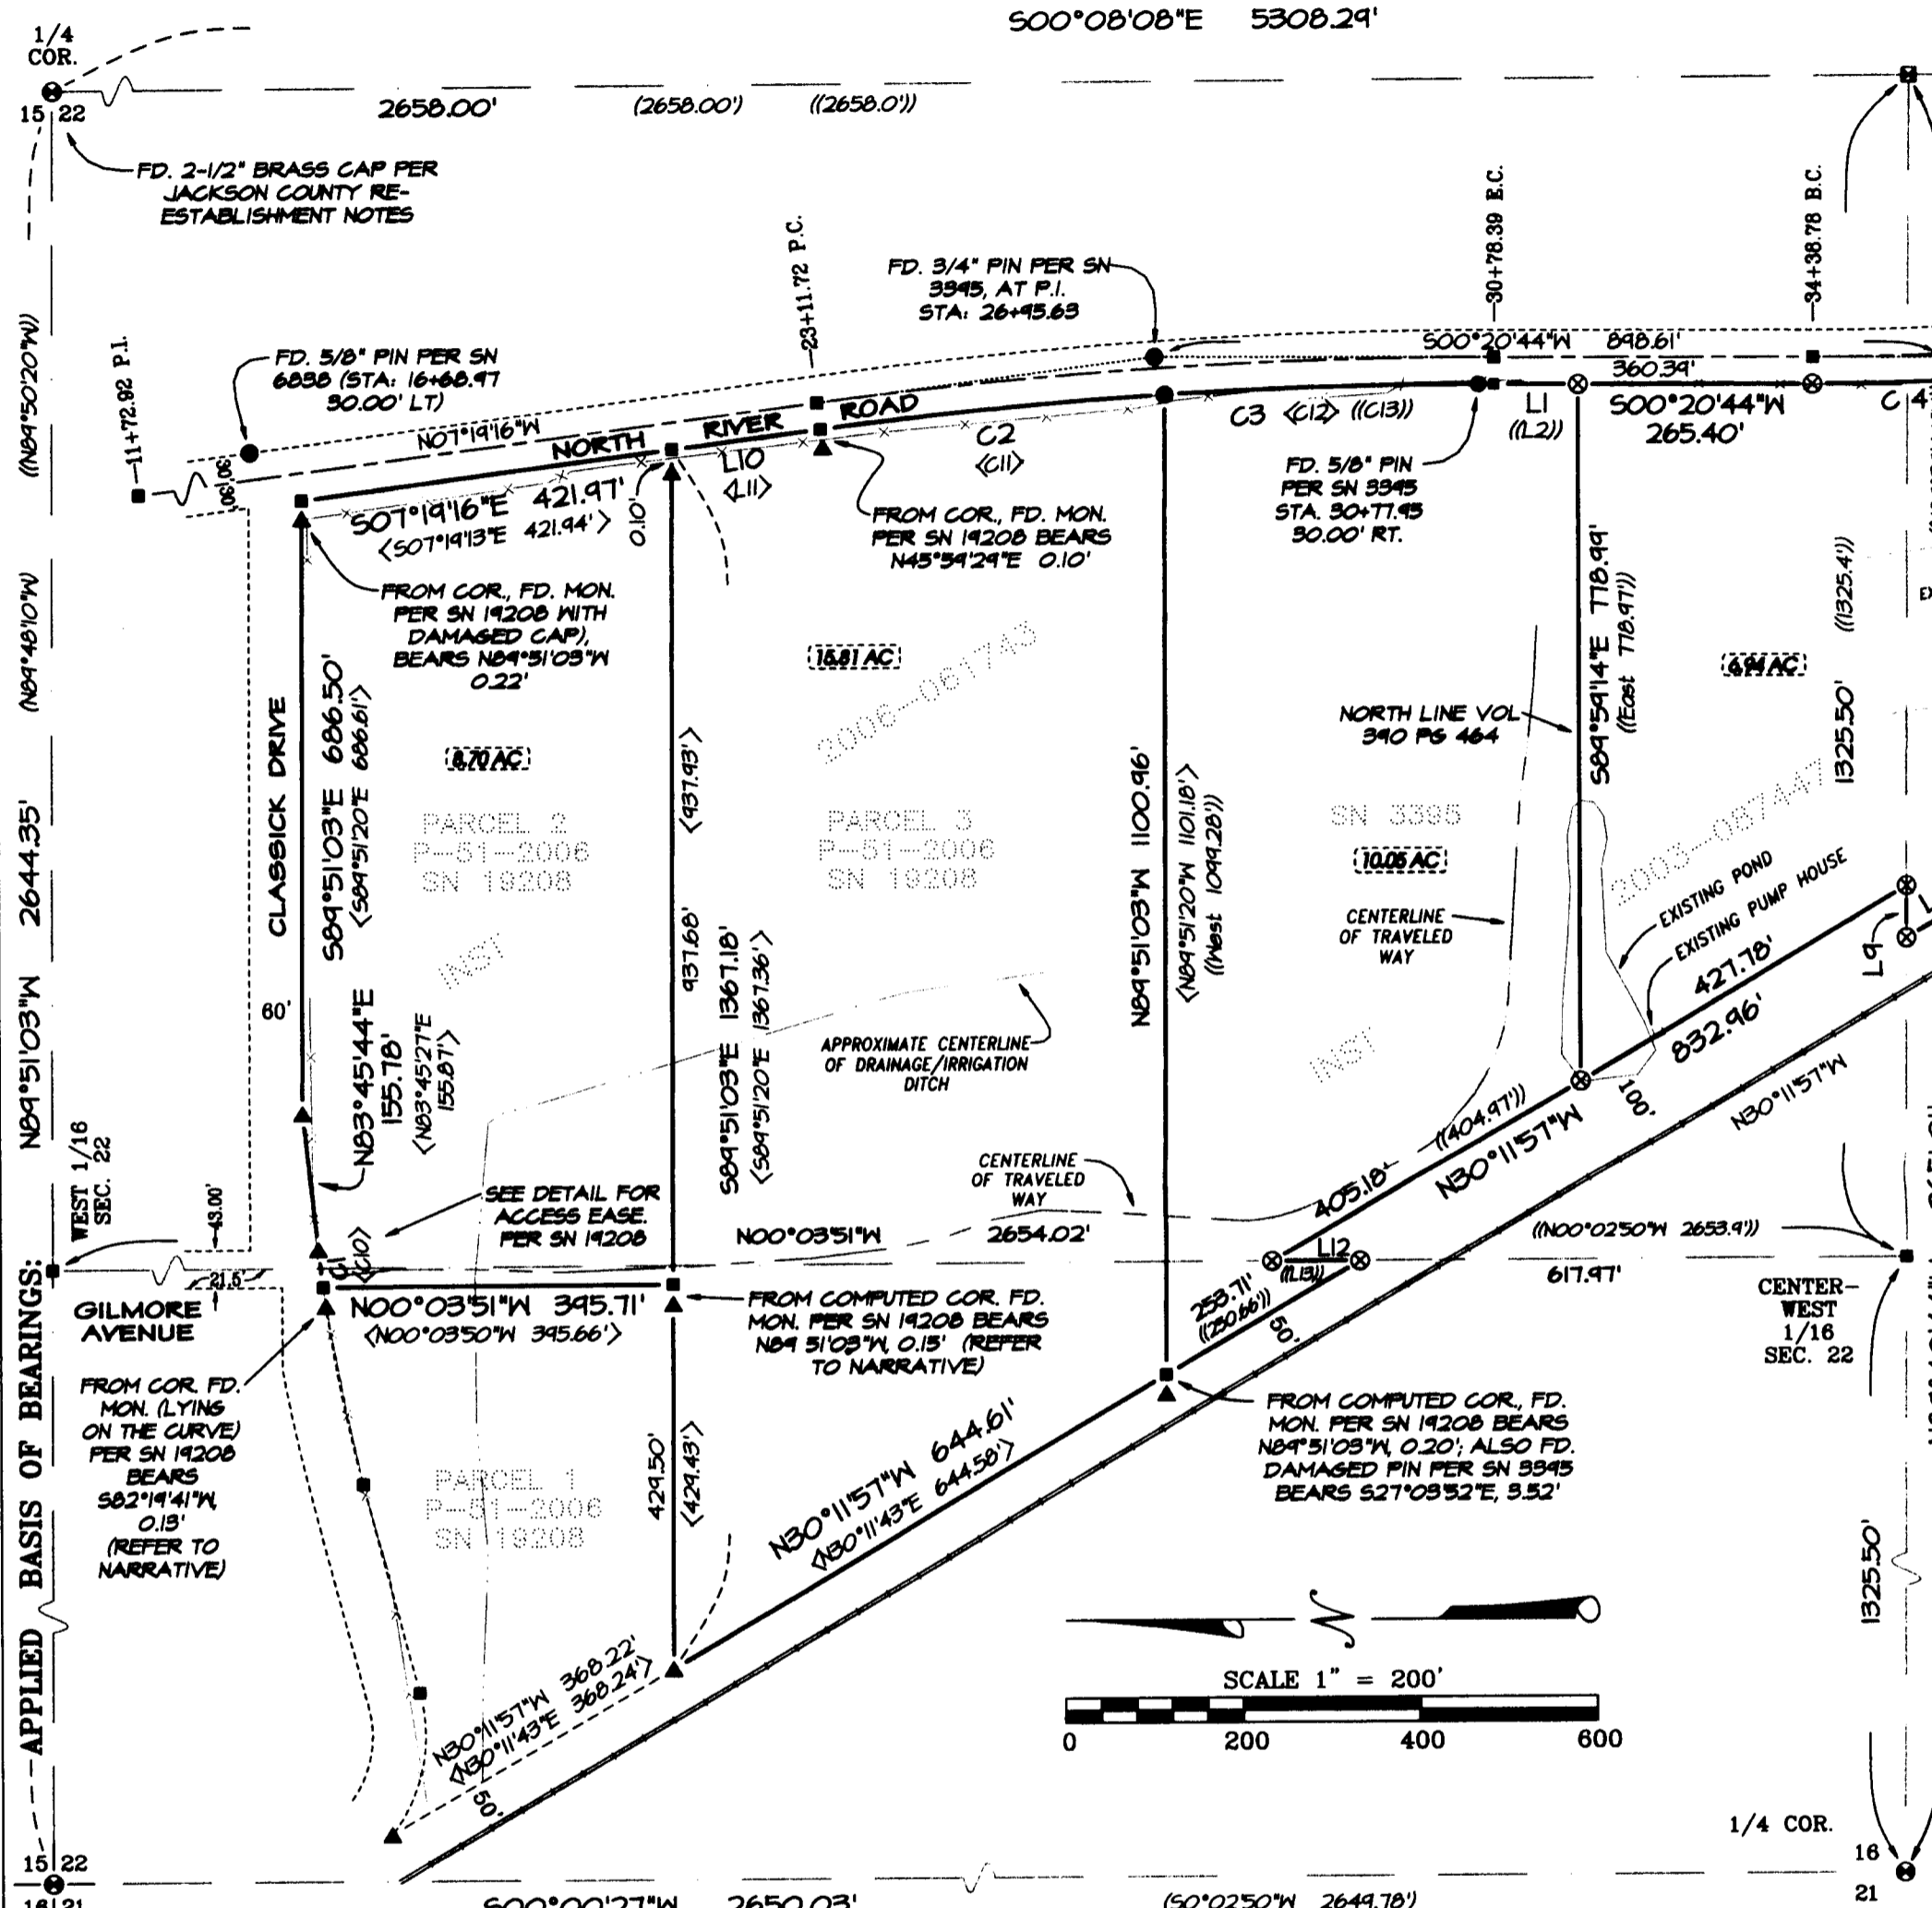 S00°08'08"E 5308.29'
1/4
COR.
15 22
2658.00' (2658.00') ((2658.0'))
FD. 2-1/2" BRASS CAP PER
JACKSON COUNTY RE-
ESTABLISHMENT NOTES
((N89°50'20"W))
(N89°48'10"W)
2644.35'
N89°51'03"W
APPLIED BASIS OF BEARINGS:
11+72.92 P.I.
23+11.72 P.C.
30+78.39 E.C.
34+38.78 B.C.
FD. 3/4" PIN PER SN
3395, AT P.I.
STA: 26+95.63
FD. 5/8" PIN PER SN
6838 (STA: 16+68.97
30.00' LT)
N07°19'16"W
NORTH RIVER ROAD
30' 30'
S00°20'44"W 898.61'
360.39'
S00°20'44"W
265.40'
L1
((L2))
C3 <C12> ((C13))
C2
<C11>
L10
<L11>
C4
S07°19'16"E 421.97'
<S07°19'13"E 421.94'>
0.10'
FROM COR., FD. MON.
PER SN 19208 BEARS
N45°59'29"E 0.10'
FD. 5/8" PIN
PER SN 3395
STA. 30+77.95
30.00' RT.
FROM COR., FD. MON.
PER SN 19208 WITH
DAMAGED CAP),
BEARS N89°51'03"W
0.22'
CLASSICK DRIVE
S89°51'03"E 686.50'
<S89°51'20"E 686.61'>
8.70 AC
PARCEL 2
P-51-2006
SN 19208
INST
15.81 AC
2006-061743
PARCEL 3
P-51-2006
SN 19208
<937.93'>
937.68'
S89°51'03"E 1367.18'
<S89°51'20"E 1367.36'>
N89°51'03"W 1100.96'
<N89°51'20"W 1101.18'>
((West 1099.28'))
NORTH LINE VOL
390 PG 464
S89°59'14"E 778.99'
((East 778.97'))
6.94 AC
((1325.4'))
1325.50'
SN 3395
10.05 AC
2003-087447
INST
CENTERLINE
OF TRAVELED
WAY
EXISTING POND
EXISTING PUMP HOUSE
427.78'
832.96'
L9
N30°11'57"W
100'
60'
N83°45'44"E
155.78'
<N83°45'27"E
155.87'>
APPROXIMATE CENTERLINE
OF DRAINAGE/IRRIGATION
DITCH
WEST 1/16
SEC. 22
43.00'
21.5'
SEE DETAIL FOR
ACCESS EASE.
PER SN 19208
C1
<C10>
CENTERLINE
OF TRAVELED
WAY
N00°03'51"W 2654.02'
((404.97'))
405.18'
N30°11'57"W
((N00°02'50"W 2653.9'))
617.97'
L12
((L13))
253.71'
((250.66'))
50'
CENTER-
WEST
1/16
SEC. 22
GILMORE
AVENUE
N00°03'51"W 395.71'
<N00°03'50"W 395.66'>
FROM COMPUTED COR. FD.
MON. PER SN 19208 BEARS
N89 51'03"W, 0.15' (REFER
TO NARRATIVE)
FROM COR. FD.
MON. (LYING
ON THE CURVE)
PER SN 19208
BEARS
S82°19'41"W,
0.13'
(REFER TO
NARRATIVE)
FROM COMPUTED COR., FD.
MON. PER SN 19208 BEARS
N89°51'03"W, 0.20'; ALSO FD.
DAMAGED PIN PER SN 3395
BEARS S27°03'52"E, 3.52'
PARCEL 1
P-51-2006
SN 19208
429.50'
<429.43'>
N30°11'57"W 644.61'
<N30°11'43"E 644.58'>
N30°11'57"W 368.22'
<N30°11'43"E 368.24'>
50'
1325.50'
SCALE 1" = 200'
0 200 400 600
1/4 COR.
16
21
15 22
16 21
S00°00'27"W 2650.03' (S0°02'50"W 2649.78')